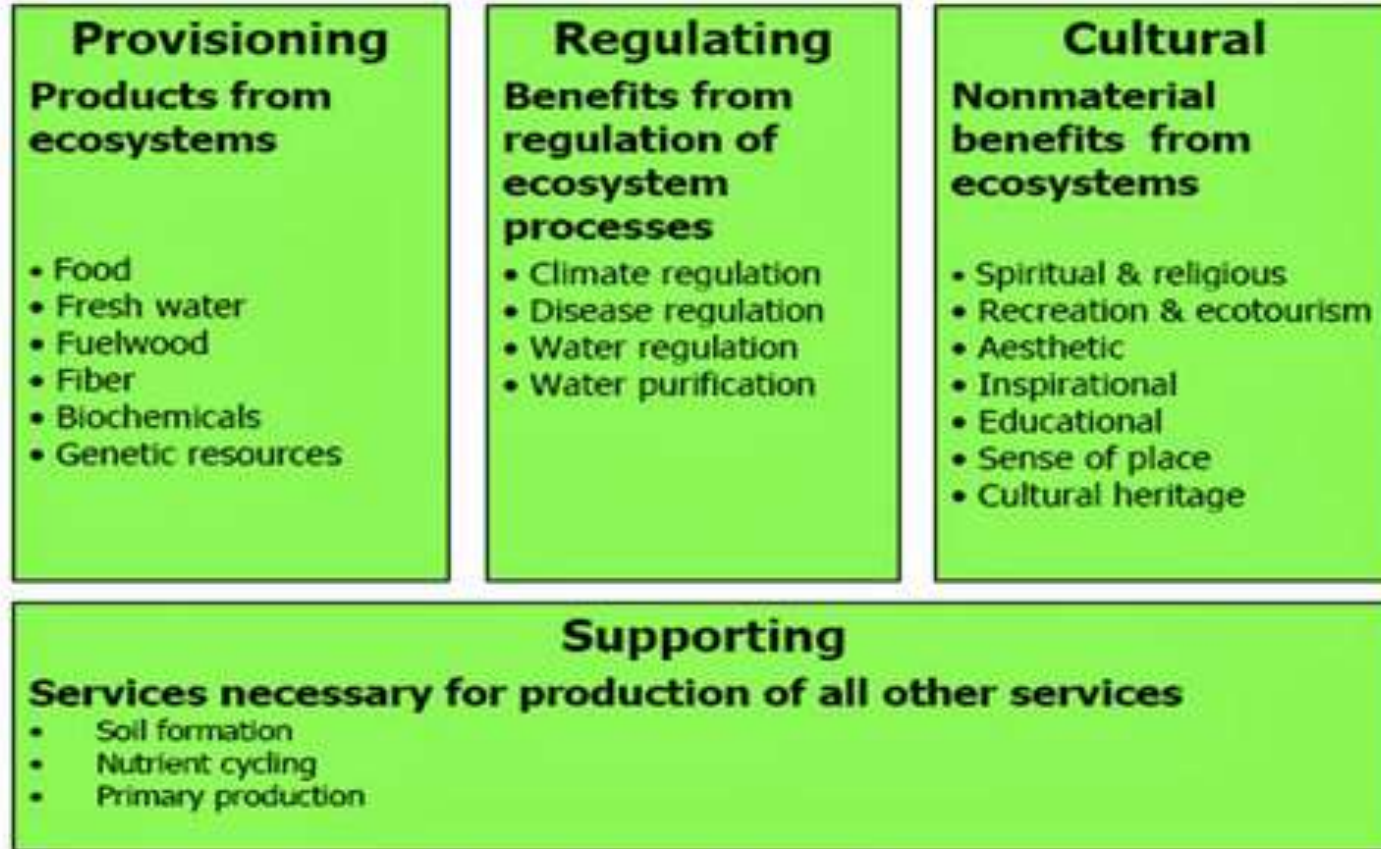 Provisioning
Products from
ecosystems
• Food
• Fresh water
• Fuelwood
• Fiber
• Biochemicals
• Genetic resources
Regulating
Benefits from
regulation of
ecosystem
processes
• Climate regulation
• Disease regulation
• Water regulation
• Water purification
Cultural
Nonmaterial
benefits from
ecosystems
• Spiritual & religious
• Recreation & ecotourism
• Aesthetic
• Inspirational
• Educational
• Sense of place
• Cultural heritage
Supporting
Services necessary for production of all other services
• Soil formation
• Nutrient cycling
• Primary production